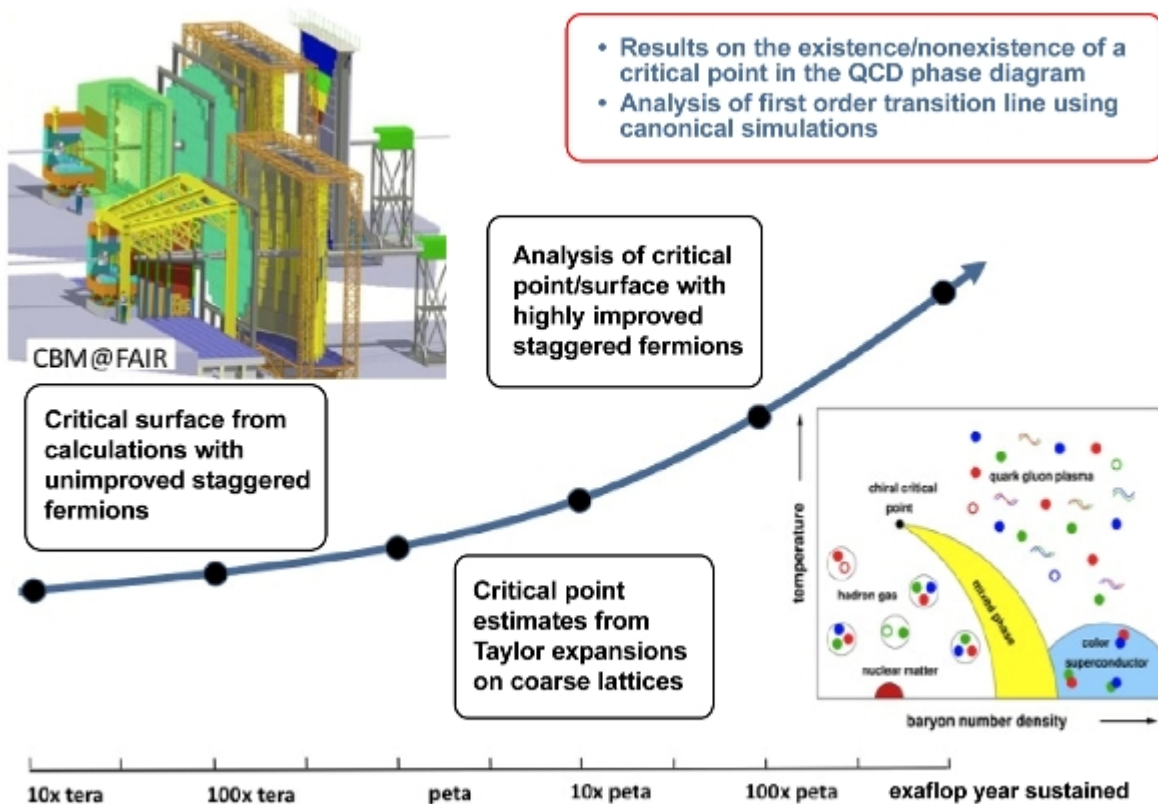 • Results on the existence/nonexistence of a
critical point in the QCD phase diagram
• Analysis of first order transition line using
canonical simulations
CBM@FAIR
Analysis of critical
point/surface with
highly improved
staggered fermions
Critical surface from
calculations with
unimproved staggered
fermions
Critical point
estimates from
Taylor expansions
on coarse lattices
temperature
quark gluon plasma
chiral critical
point
hadron gas
mixed phase
color
superconductor
nuclear matter
baryon number density
10x tera
100x tera
peta
10x peta
100x peta
exaflop year sustained